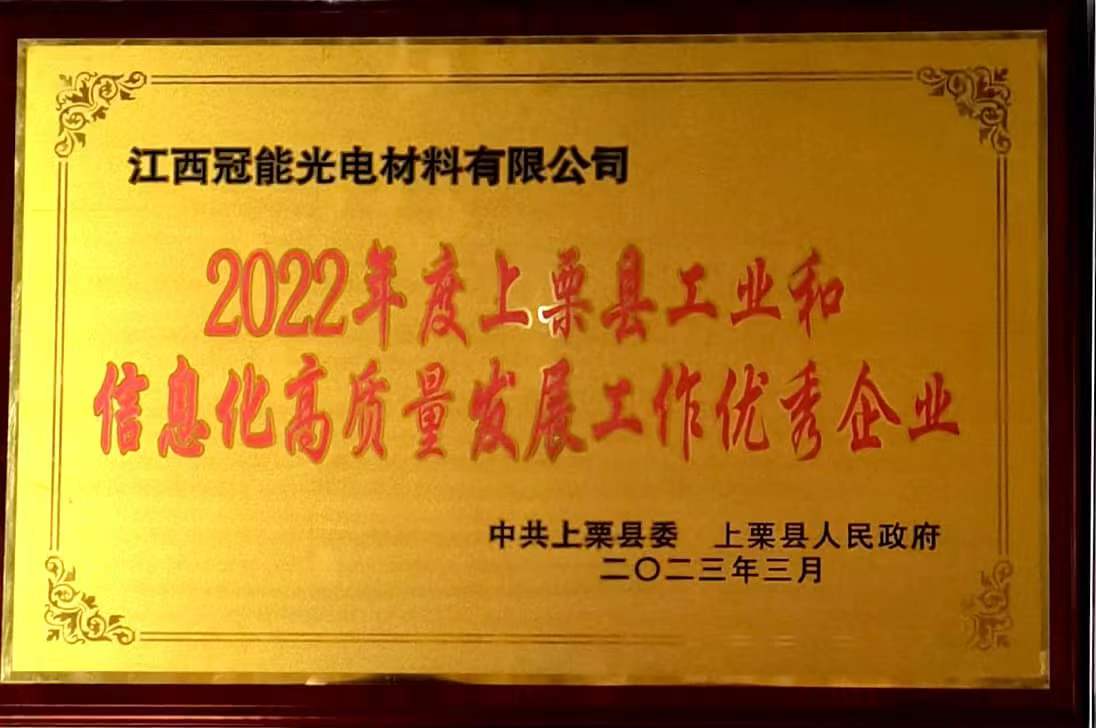 江西冠能光电材料有限公司
2022年度上栗县工业和
信息化高质量发展工作优秀企业
中共上栗县委 上栗县人民政府
二〇二三年三月